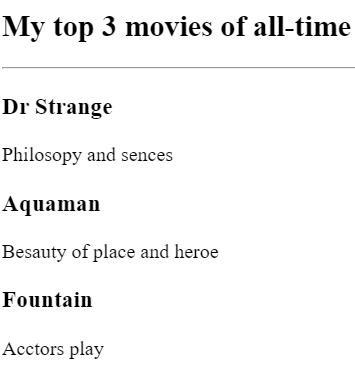 My top 3 movies of all-time
Dr Strange
Philosopy and sences
Aquaman
Besauty of place and heroe
Fountain
Acctors play